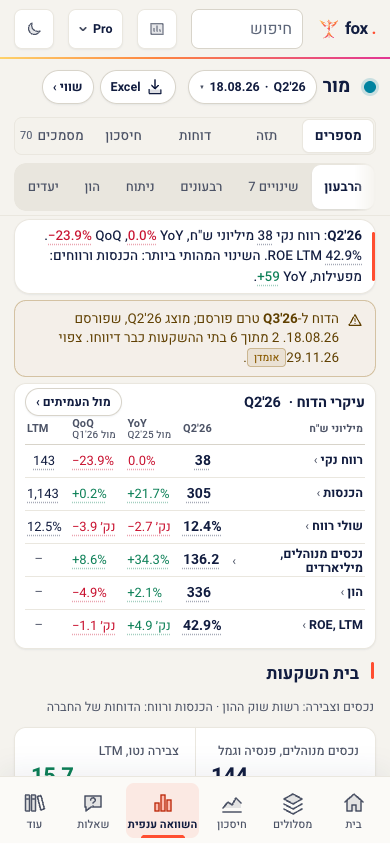 fox.
חיפוש
Pro
מור
Q2'26 · 18.08.26
Excel
שווי ›
מספרים
תזה
דוחות
חיסכון
מסמכים 70
הרבעון
שינויים 7
רבעונים
ניתוח
הון
יעדים
Q2'26: רווח נקי 38 מיליוני ש"ח, YoY ‏0.0%, QoQ ‏−23.9%.
ROE LTM ‏42.9%. השינוי המהותי ביותר: הכנסות ורווחים:
מפעילות, YoY ‏+59.
הדוח ל-Q3'26 טרם פורסם; מוצג Q2'26, שפורסם
18.08.26. 2 מתוך 6 בתי ההשקעות כבר דיווחו. צפוי
29.11.26 אומדן.
עיקרי הדוח · Q2'26
מול העמיתים ›
מיליוני ש"ח Q2'26 YoY QoQ LTM
מול Q2'25 מול Q1'26
רווח נקי › 38 0.0% −23.9% 143
הכנסות › 305 +21.7% +0.2% 1,143
שולי רווח › 12.4% −2.7 נק' −3.9 נק' 12.5%
נכסים מנוהלים,
מיליארדים › 136.2 +34.3% +8.6% –
הון › 336 +2.1% −4.9% –
ROE, LTM › 42.9% +4.9 נק' −1.1 נק' –
בית השקעות
נכסים וצבירה: רשות שוק ההון · הכנסות ורווח: הדוחות של החברה
נכסים מנוהלים, פנסיה וגמל
צבירה נטו, LTM
144
15.7
בית
מסלולים
חיסכון
השוואה ענפית
שאלות
עוד